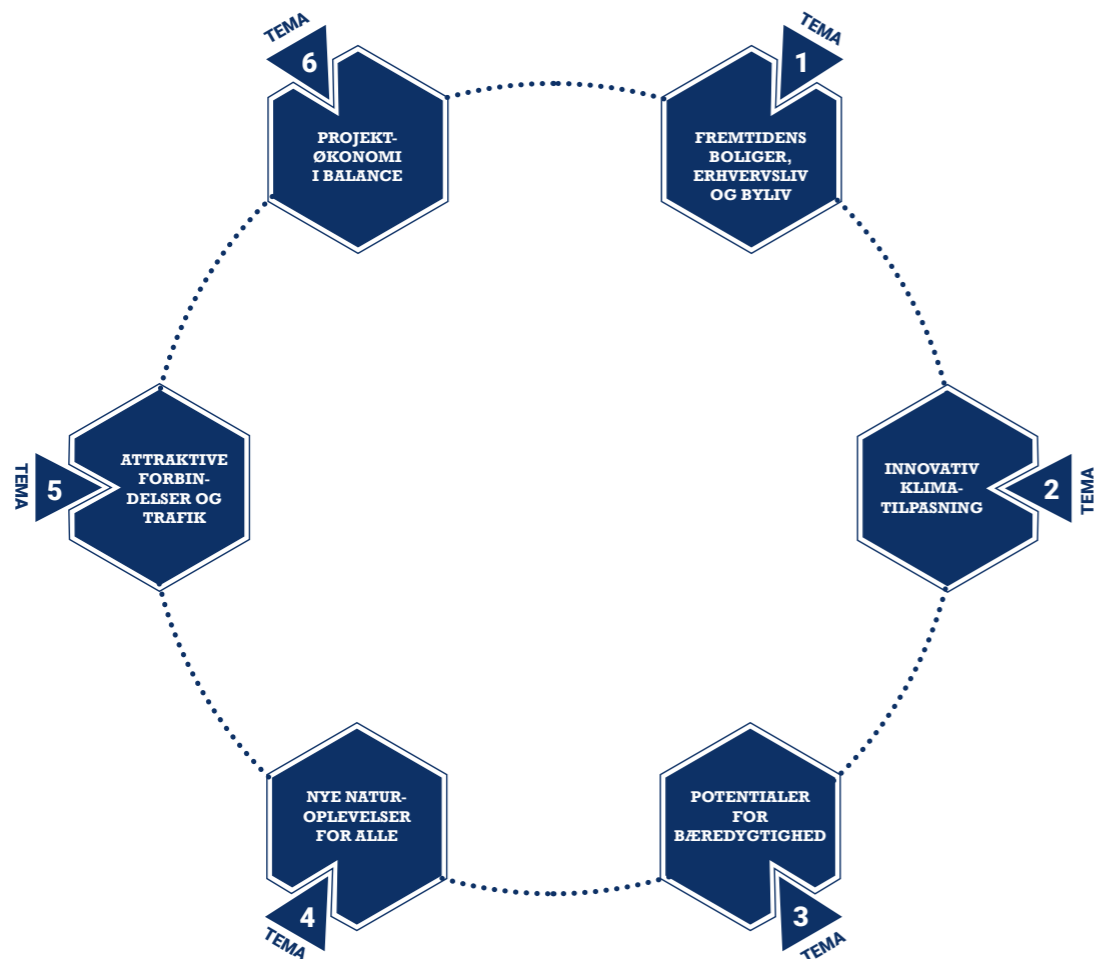 TEMA
1
FREMTIDENS
BOLIGER,
ERHVERVSLIV
OG BYLIV
TEMA
2
INNOVATIV
KLIMA-
TILPASNING
TEMA
3
POTENTIALER
FOR
BÆREDYGTIGHED
TEMA
4
NYE NATUR-
OPLEVELSER
FOR ALLE
TEMA
5
ATTRAKTIVE
FORBIN-
DELSER OG
TRAFIK
TEMA
6
PROJEKT-
ØKONOMI
I BALANCE